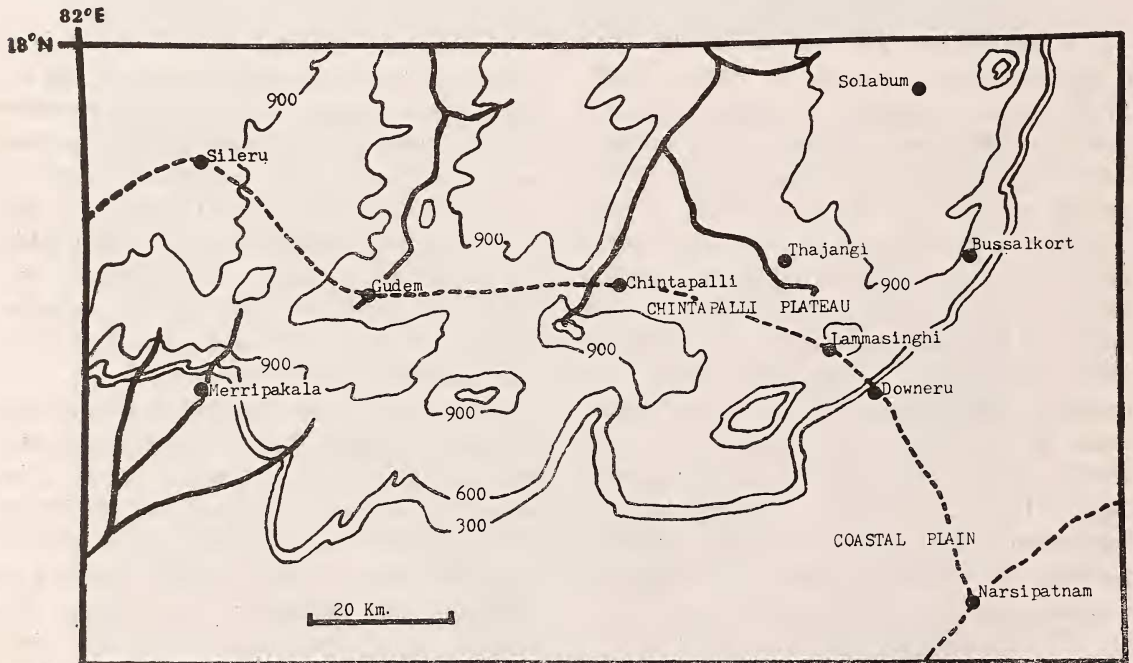 82°E
18°N
Solabum
900
Sileru
900
Thajangi
Bussalkort
Gudem
Chintapalli
900
CHINTAPALLI PLATEAU
Lammasinghi
900
900
Merripakala
Downeru
900
600
300
COASTAL PLAIN
20 Km.
Narsipatnam